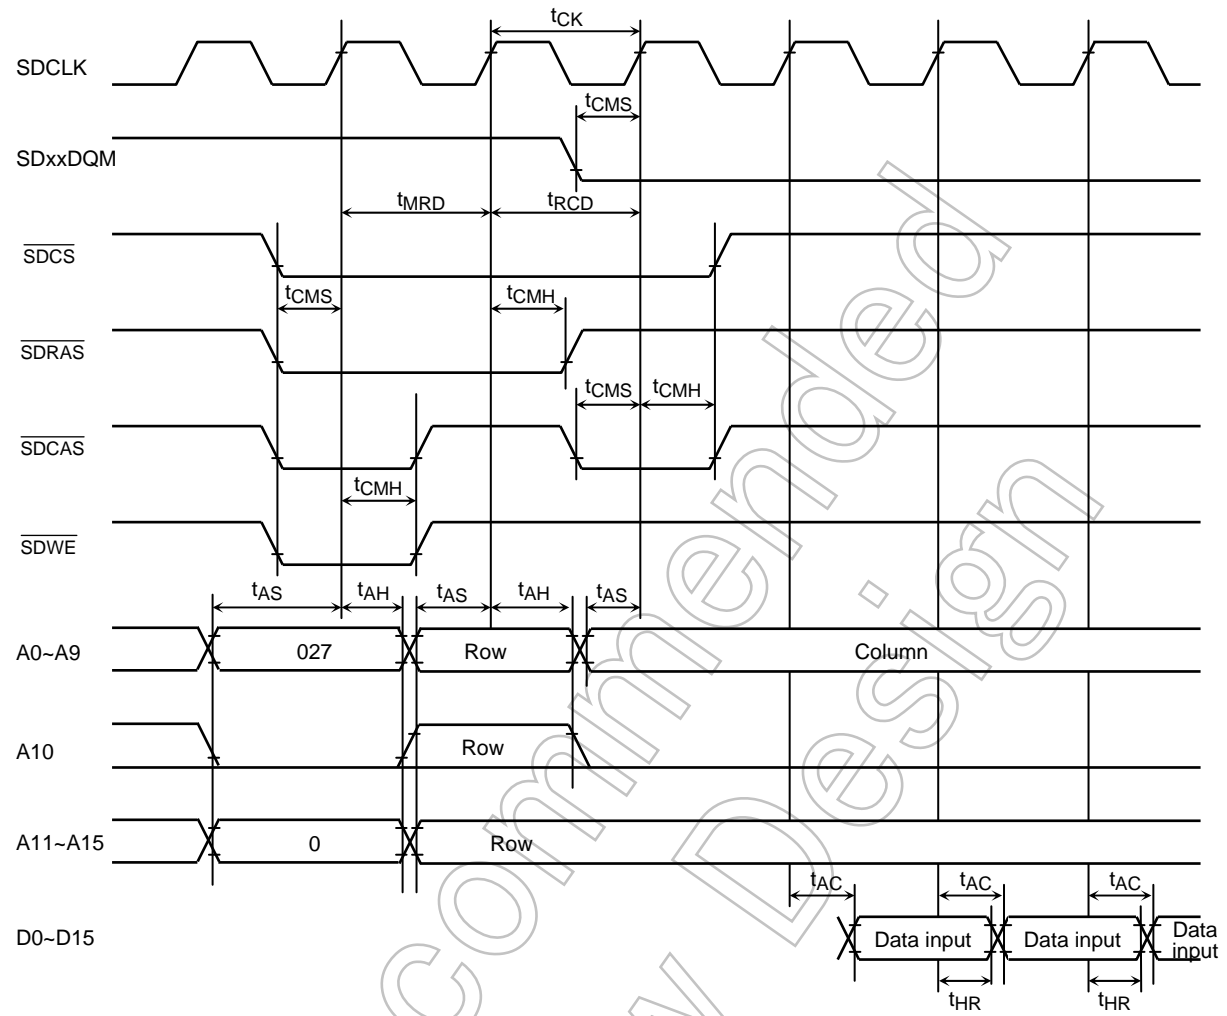 tCK
SDCLK
tCMS
SDxxDQM
tMRD tRCD
SDCS
tCMS tCMH
SDRAS
tCMS tCMH
SDCAS
tCMH
SDWE
tAS tAH tAS tAH tAS
A0~A9 027 Row Column
A10 Row
A11~A15 0 Row
tAC tAC tAC
D0~D15 Data input Data input Data input
tHR tHR
commended
w Design